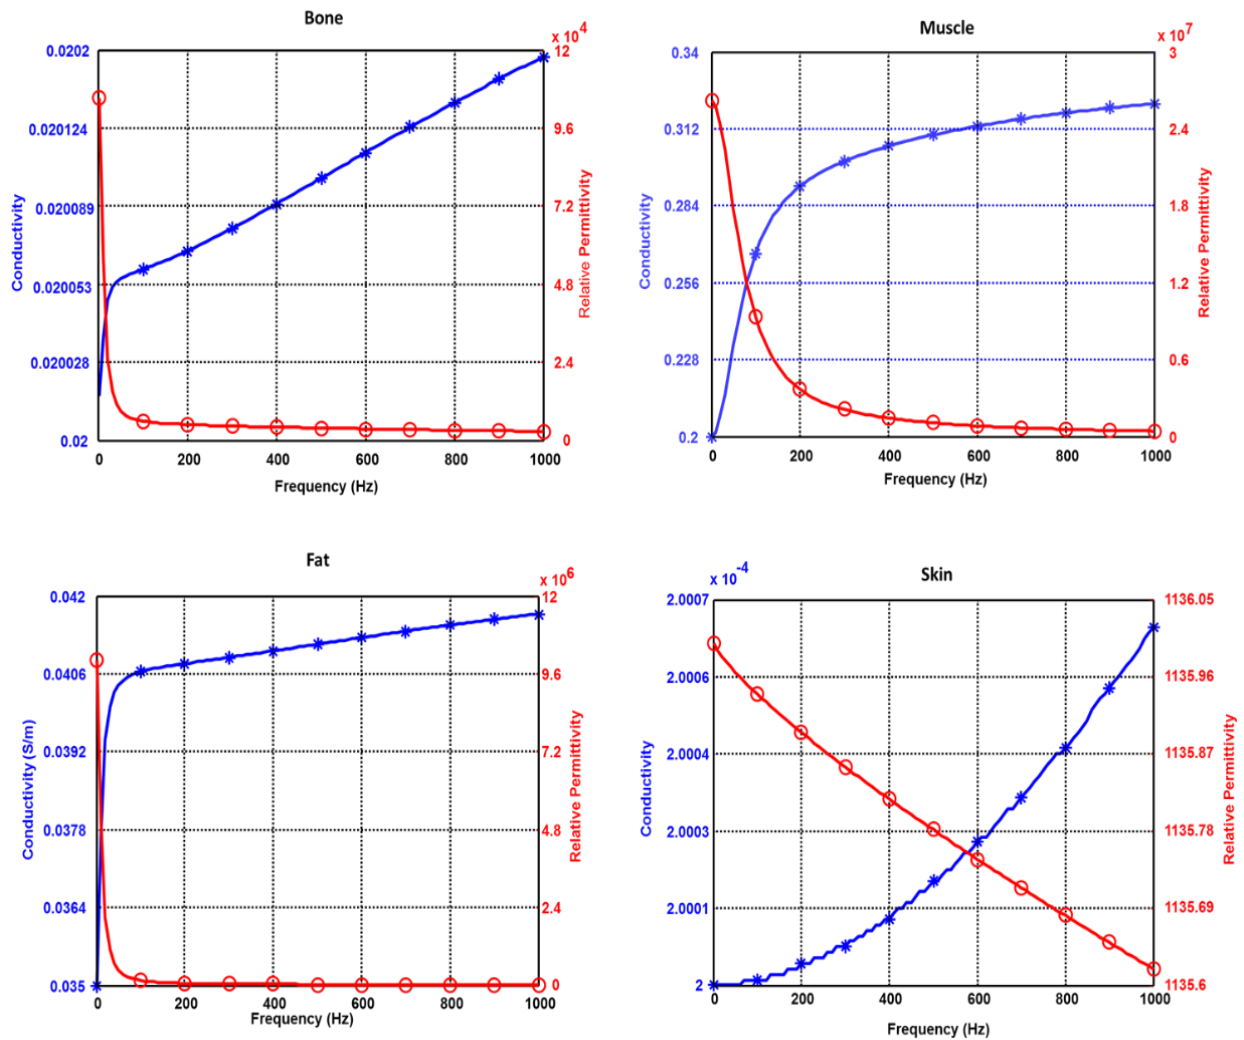 Bone
x 10^4
0.0202
0.020124
0.020089
0.020053
0.020028
0.02
12
9.6
7.2
4.8
2.4
0
0 200 400 600 800 1000
Frequency (Hz)
Conductivity
Relative Permittivity
Muscle
x 10^7
0.34
0.312
0.284
0.256
0.228
0.2
3
2.4
1.8
1.2
0.6
0
0 200 400 600 800 1000
Frequency (Hz)
Conductivity
Relative Permittivity
Fat
x 10^6
0.042
0.0406
0.0392
0.0378
0.0364
0.035
12
9.6
7.2
4.8
2.4
0
0 200 400 600 800 1000
Frequency (Hz)
Conductivity (S/m)
Relative Permittivity
Skin
x 10^-4
2.0007
2.0006
2.0004
2.0003
2.0001
2
1136.05
1135.96
1135.87
1135.78
1135.69
1135.6
0 200 400 600 800 1000
Frequency (Hz)
Conductivity
Relative Permittivity